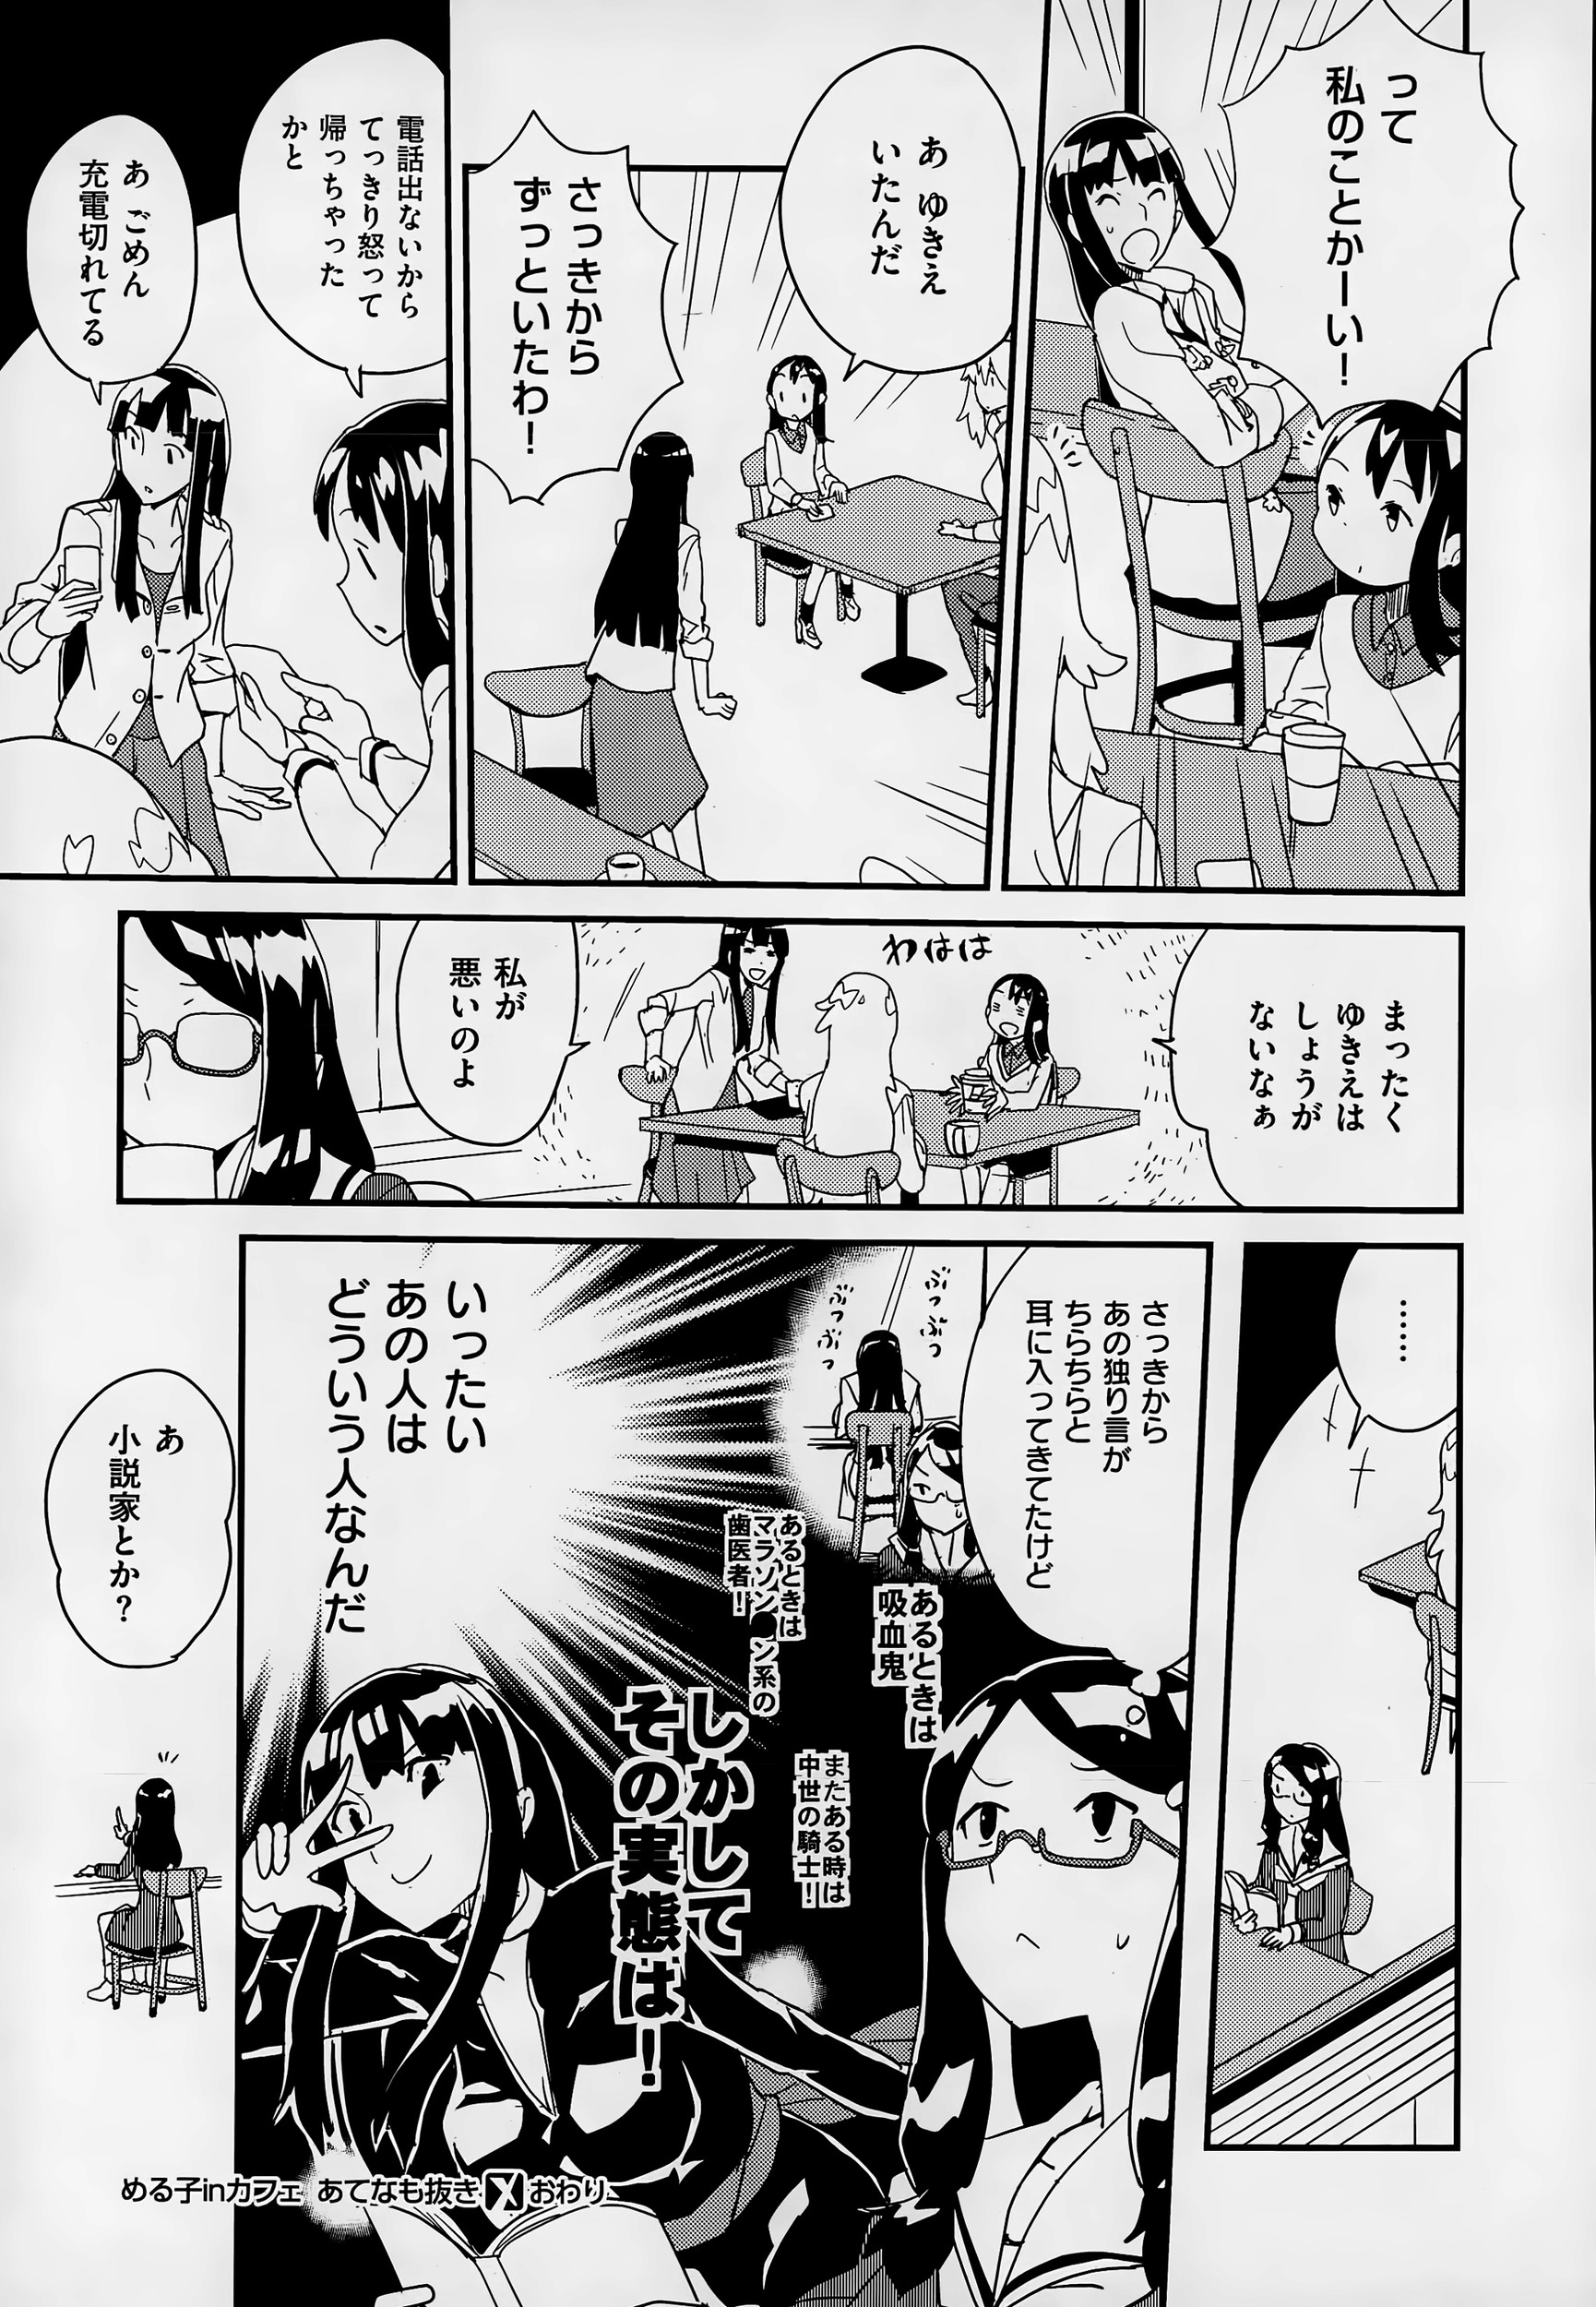 って
私のことかーい！
あ ゆきえ
いたんだ
さっきから
ずっといたわ！
電話出ないから
てっきり怒って
帰っちゃった
かと
あ ごめん
充電切れてる
まったく
ゆきえは
しょうが
ないなぁ
わはは
私が
悪いのよ
……
さっきから
あの独り言が
ちらちらと
耳に入ってきてたけど
ぶつぶつ
ぶつぶつ
あるときは
吸血鬼
あるときは
マラソン●ン系の
歯医者！
またある時は
中世の騎士！
しかして
その実態は！
いったい
あの人は
どういう人なんだ
あ
小説家とか？
める子inカフェ あてなも抜き X おわり